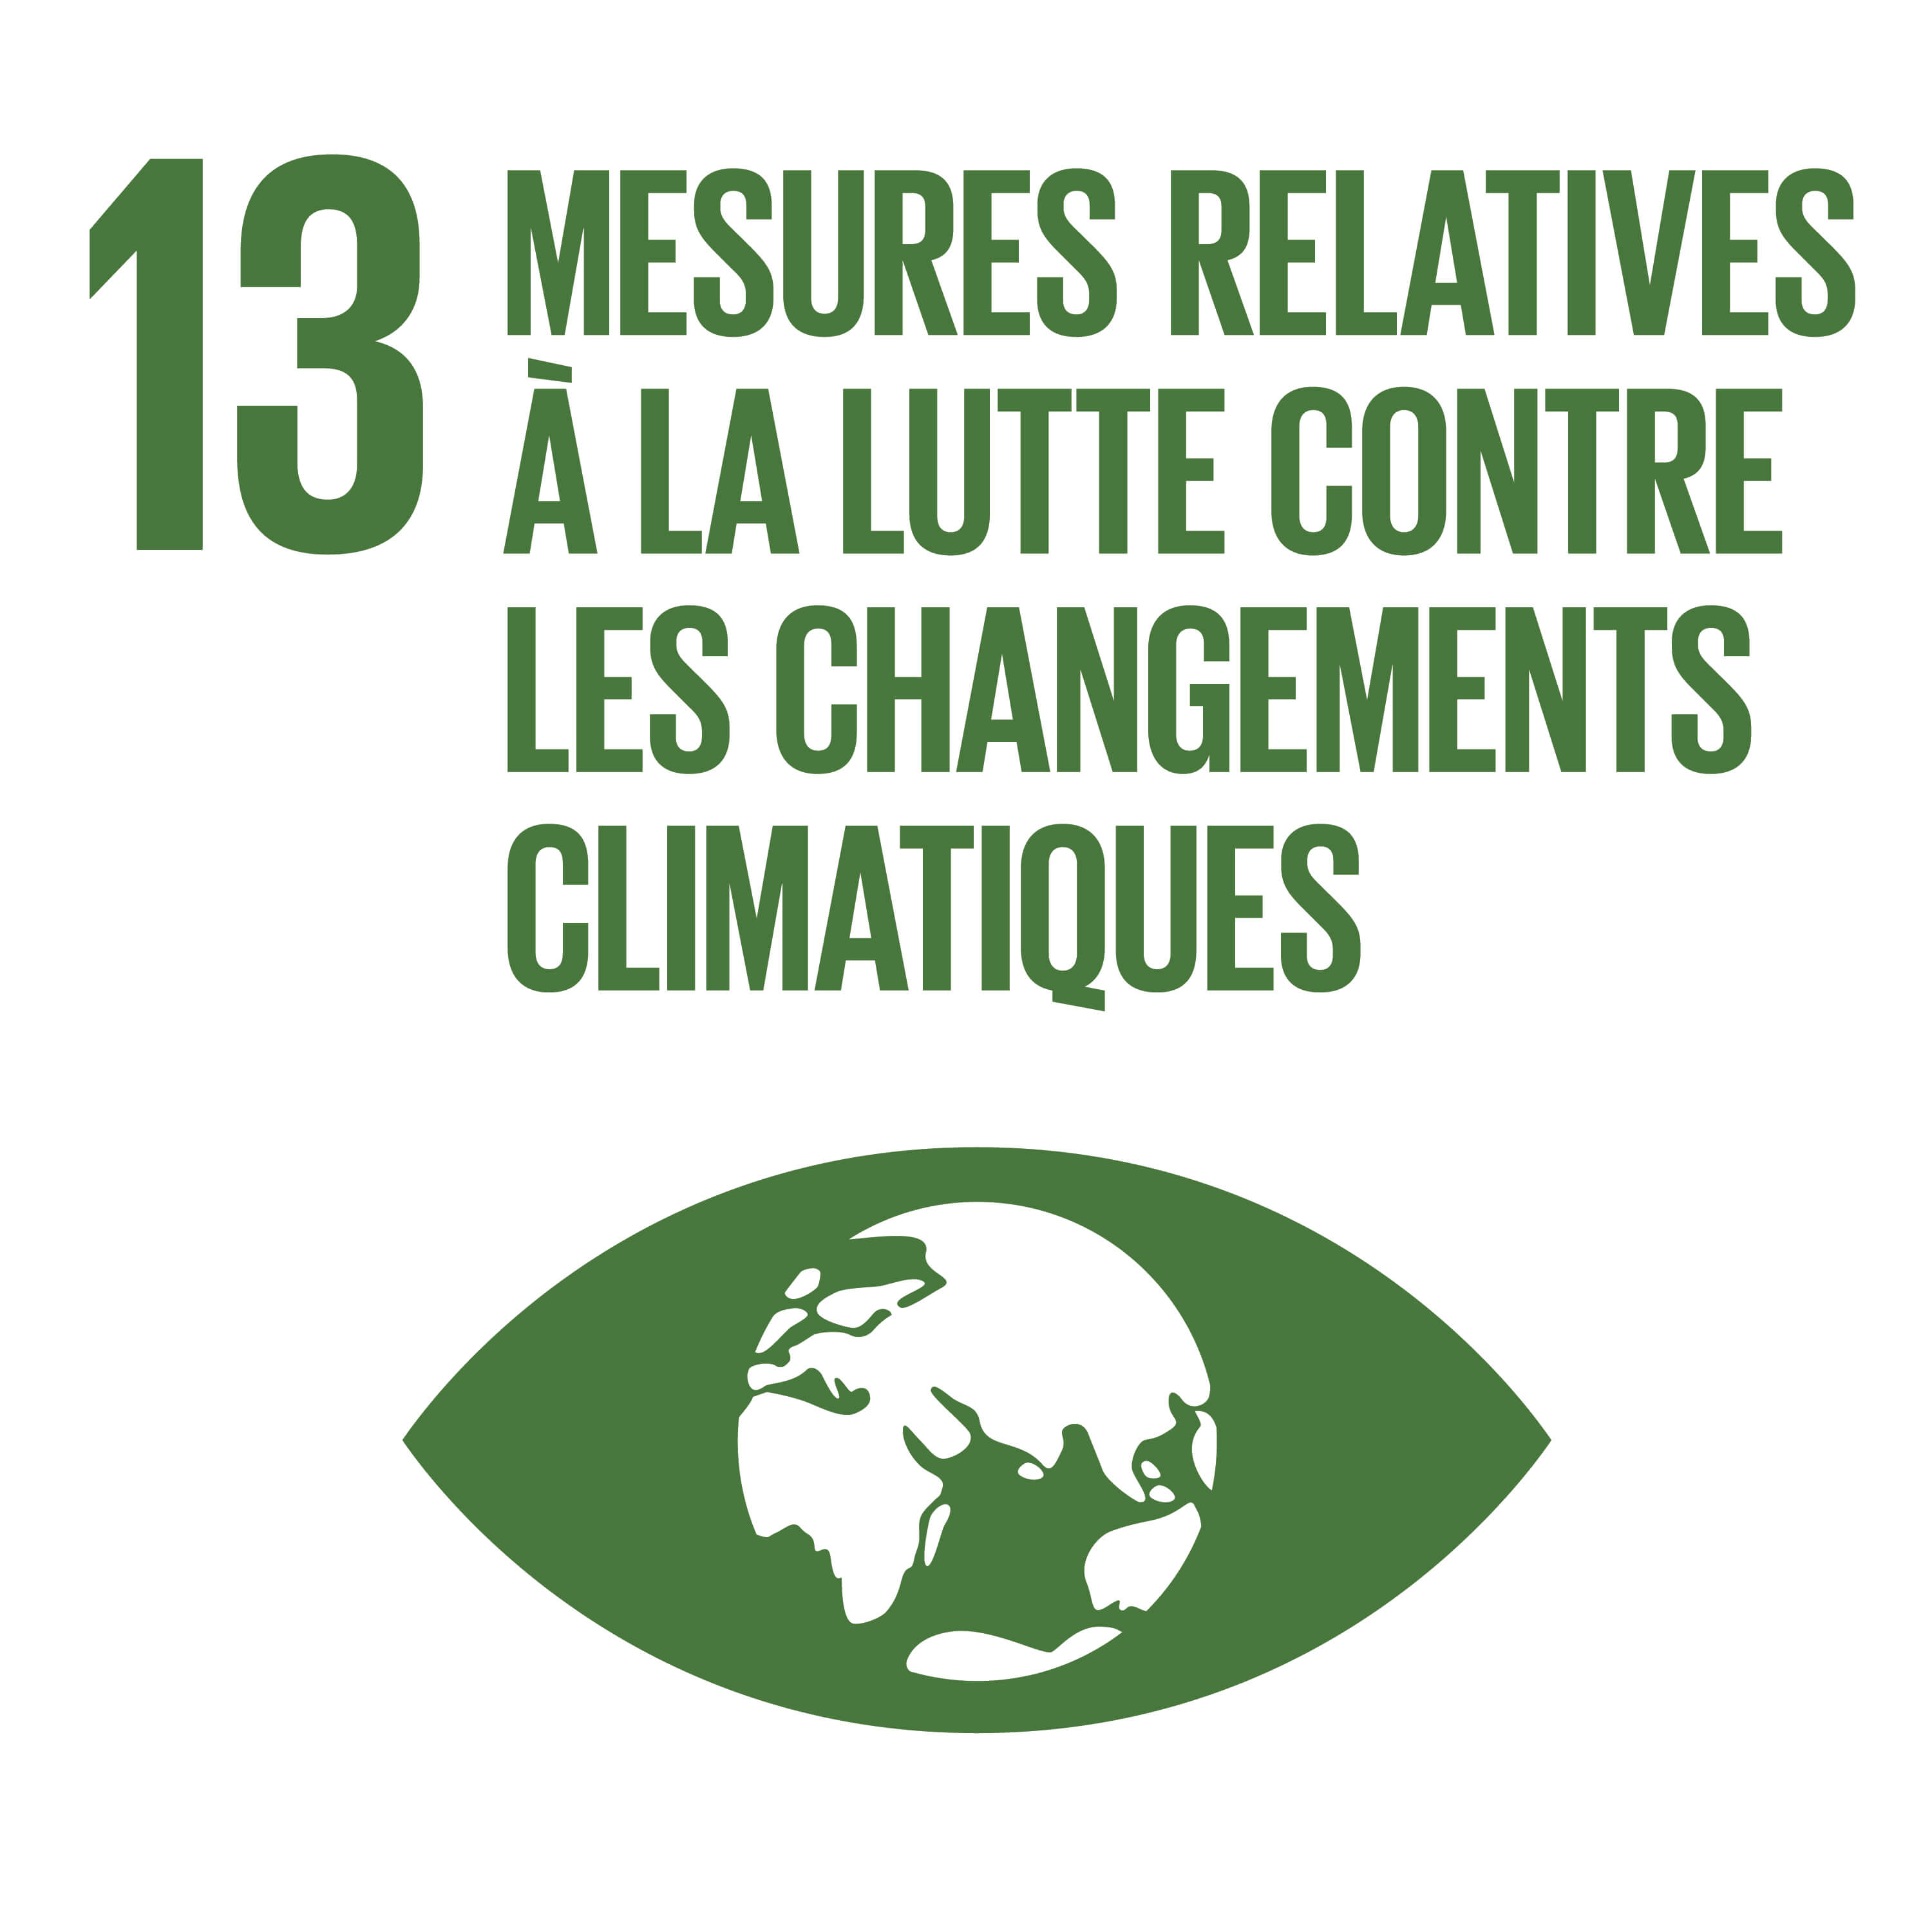 13
MESURES RELATIVES
À LA LUTTE CONTRE
LES CHANGEMENTS
CLIMATIQUES